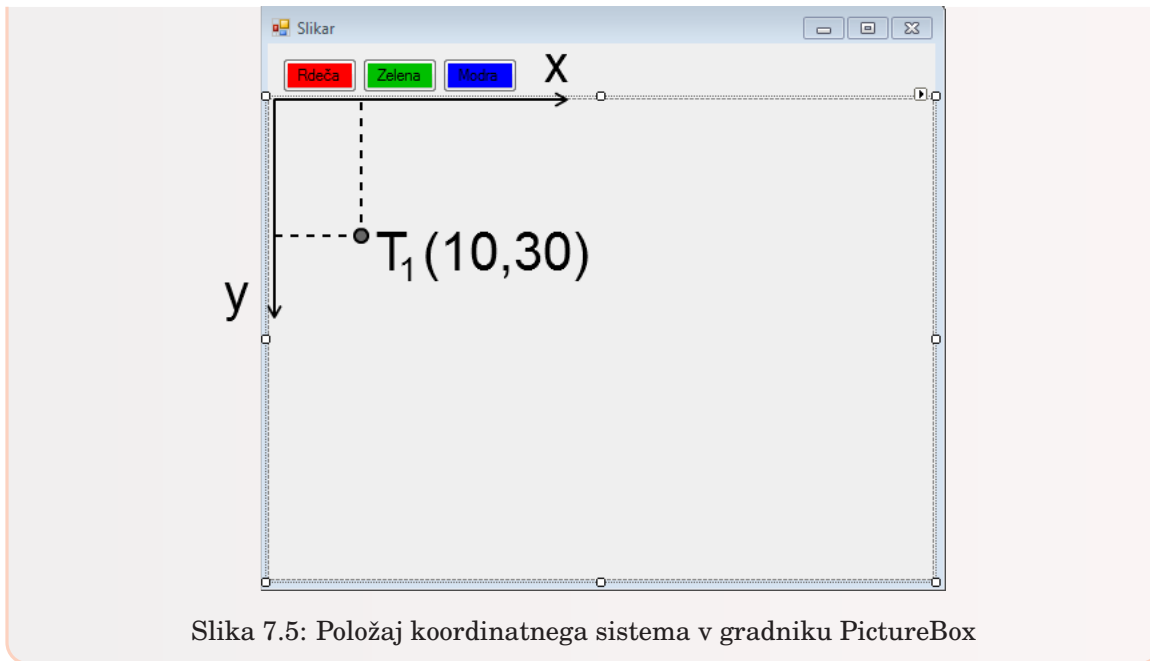 Slikar
Rdeča Zelena Modra
x
T₁(10,30)
y
Slika 7.5: Položaj koordinatnega sistema v gradniku PictureBox